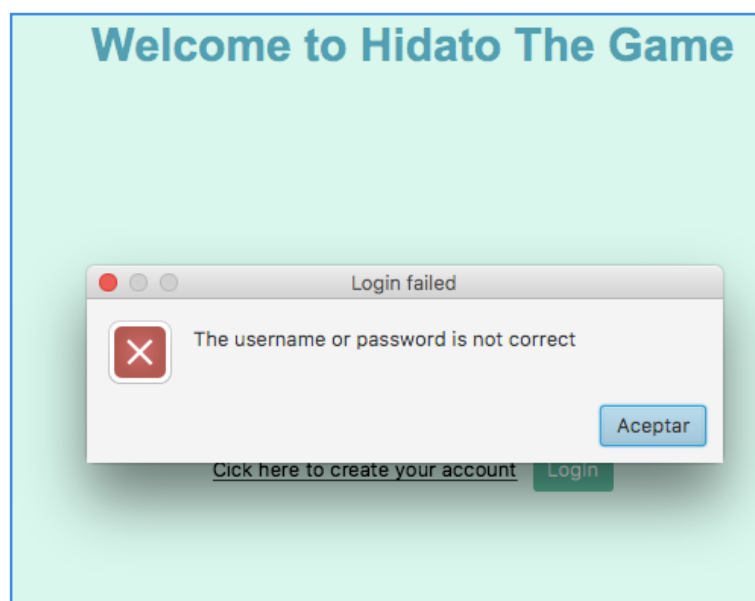 Welcome to Hidato The Game
Login failed
The username or password is not correct
Aceptar
Cick here to create your account LogIn